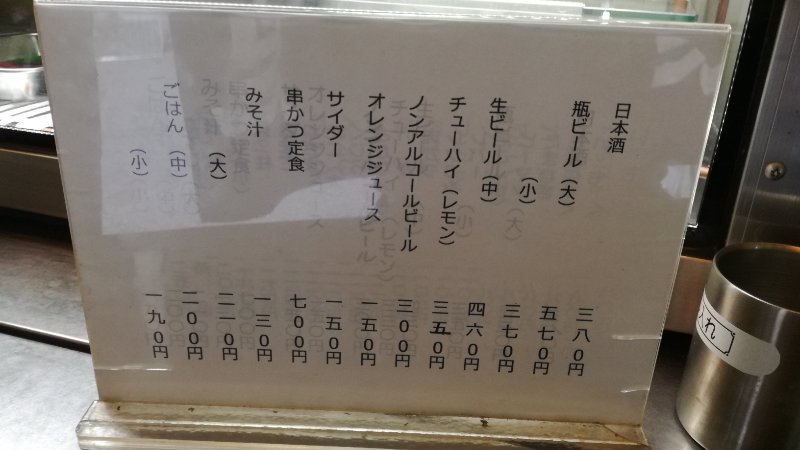 日本酒 三八〇円
瓶ビール（大） 五七〇円
（小） 三七〇円
生ビール（中） 四六〇円
チューハイ（レモン） 三五〇円
ノンアルコールビール 三〇〇円
オレンジジュース 一五〇円
サイダー 一五〇円
串かつ定食 七〇〇円
みそ汁 一三〇円
（大） 二一〇円
ごはん（中） 二〇〇円
（小） 一九〇円
入れ